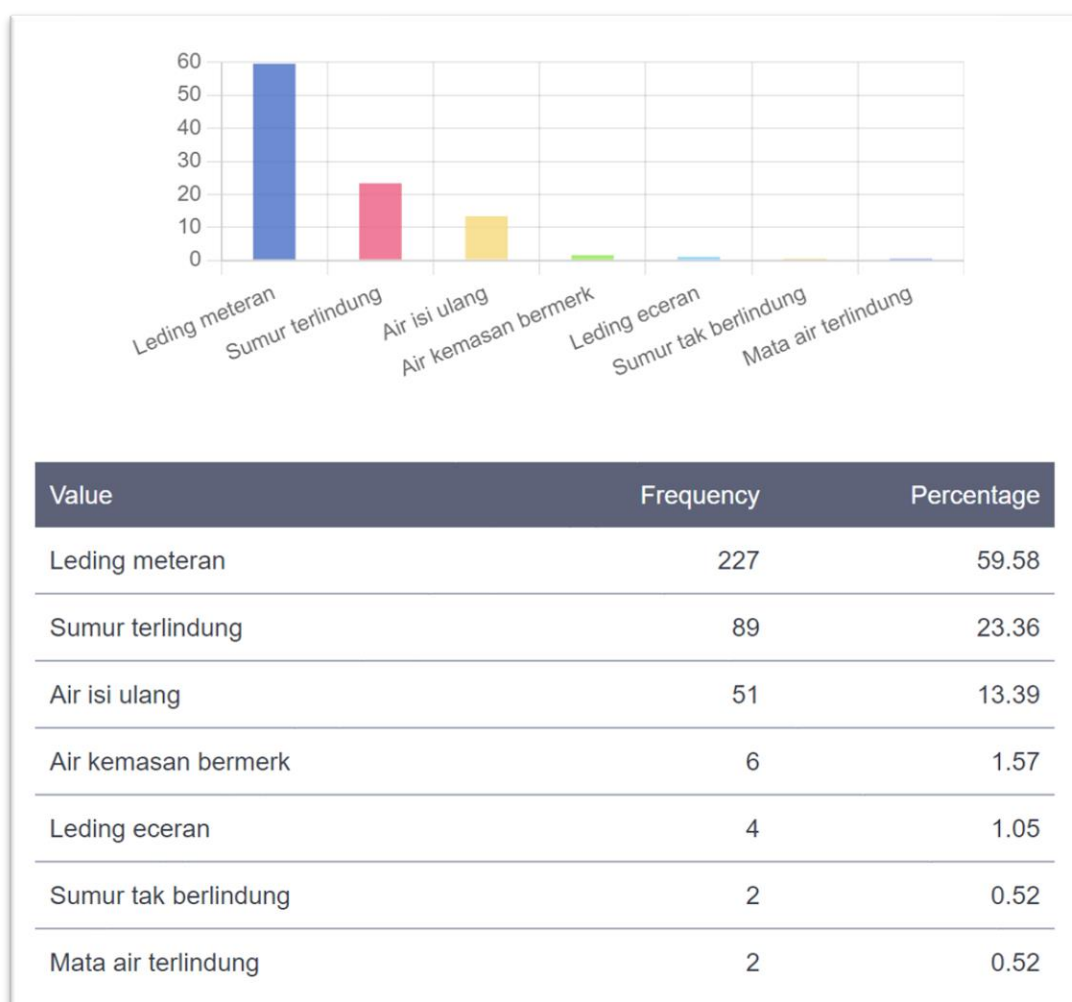 60
50
40
30
20
10
0
Leding meteran
Sumur terlindung
Air isi ulang
Air kemasan bermerk
Leding eceran
Sumur tak berlindung
Mata air terlindung
Value Frequency Percentage
Leding meteran 227 59.58
Sumur terlindung 89 23.36
Air isi ulang 51 13.39
Air kemasan bermerk 6 1.57
Leding eceran 4 1.05
Sumur tak berlindung 2 0.52
Mata air terlindung 2 0.52